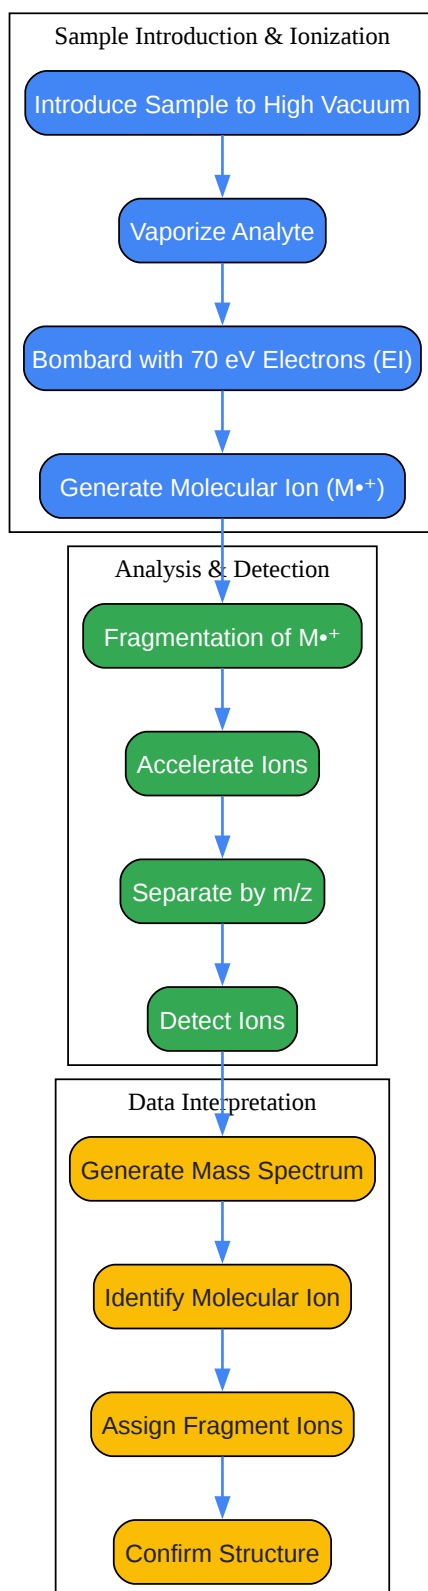 Sample Introduction & Ionization
Introduce Sample to High Vacuum
Vaporize Analyte
Bombard with 70 eV Electrons (EI)
Generate Molecular Ion (M•⁺)
Analysis & Detection
Fragmentation of M•⁺
Accelerate Ions
Separate by m/z
Detect Ions
Data Interpretation
Generate Mass Spectrum
Identify Molecular Ion
Assign Fragment Ions
Confirm Structure